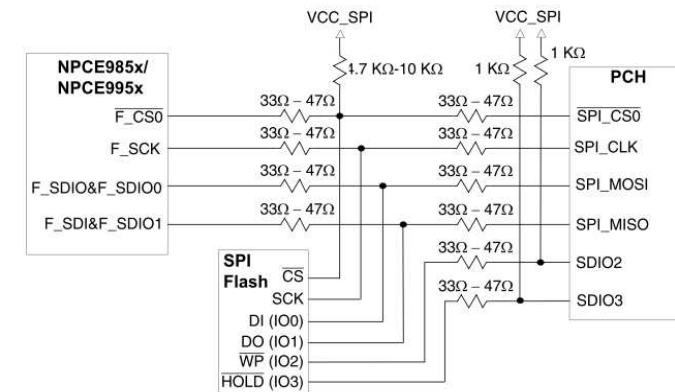 VCC_SPI
VCC_SPI
4.7 KΩ-10 KΩ
1 KΩ
1 KΩ
NPCE985x/
NPCE995x
PCH
33Ω – 47Ω
33Ω – 47Ω
F_CS0
SPI_CS0
33Ω – 47Ω
33Ω – 47Ω
F_SCK
SPI_CLK
33Ω – 47Ω
33Ω – 47Ω
F_SDIO&F_SDIO0
SPI_MOSI
33Ω – 47Ω
33Ω – 47Ω
F_SDI&F_SDIO1
SPI_MISO
33Ω – 47Ω
SDIO2
33Ω – 47Ω
SDIO3
SPI
Flash
CS
SCK
DI (IO0)
DO (IO1)
WP (IO2)
HOLD (IO3)